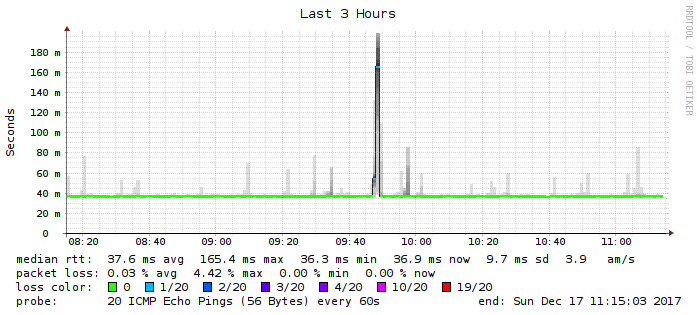 Last 3 Hours
RRDTOOL / TOBI OETIKER
Seconds
180 m
160 m
140 m
120 m
100 m
80 m
60 m
40 m
20 m
0
08:20 08:40 09:00 09:20 09:40 10:00 10:20 10:40 11:00
median rtt: 37.6 ms avg 165.4 ms max 36.3 ms min 36.9 ms now 9.7 ms sd 3.9 am/s
packet loss: 0.03 % avg 4.42 % max 0.00 % min 0.00 % now
loss color: 0 1/20 2/20 3/20 4/20 10/20 19/20
probe: 20 ICMP Echo Pings (56 Bytes) every 60s end: Sun Dec 17 11:15:03 2017